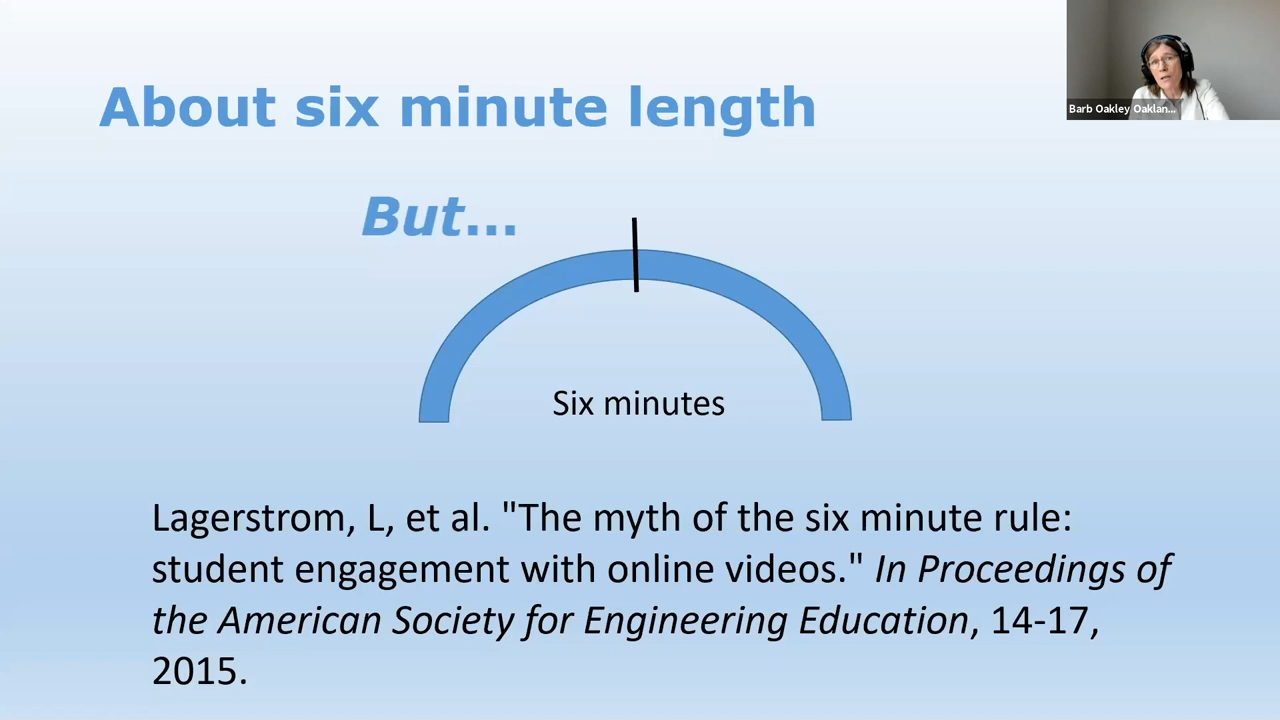 Barb Oakley Oaklan...
About six minute length
But...
Six minutes
Lagerstrom, L, et al. "The myth of the six minute rule:
student engagement with online videos." In Proceedings of
the American Society for Engineering Education, 14-17,
2015.